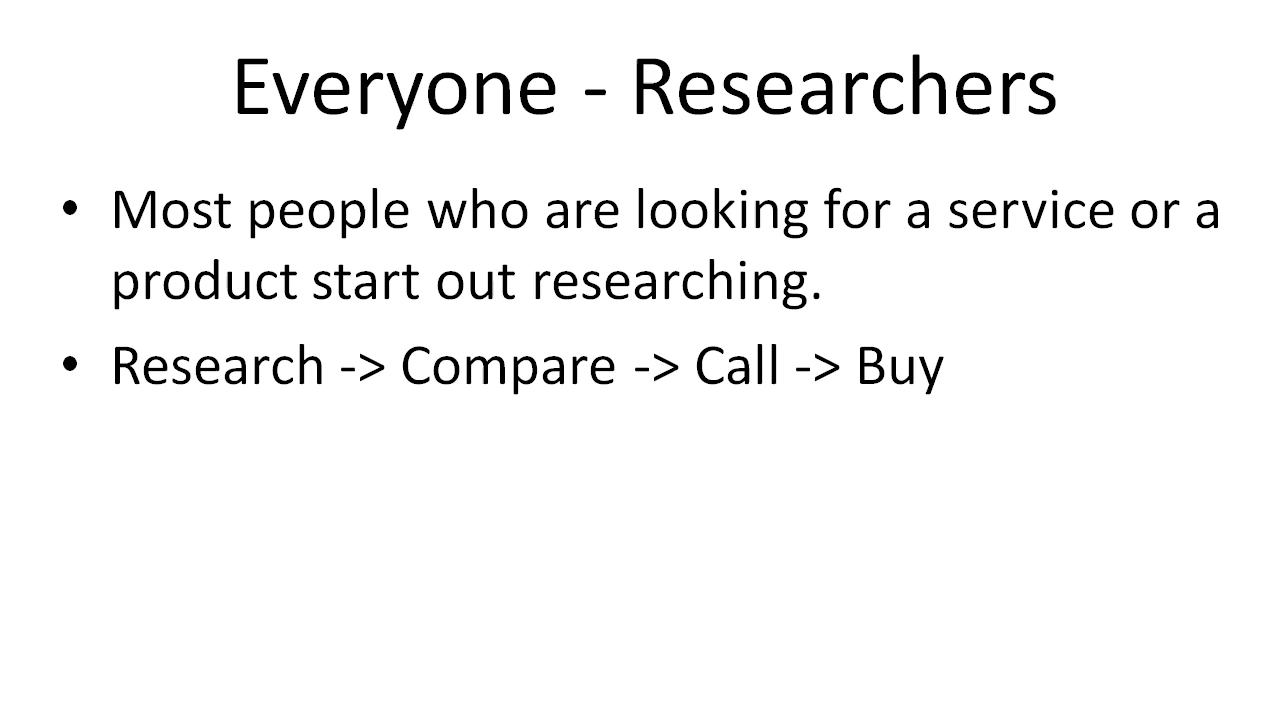 Everyone - Researchers
• Most people who are looking for a service or a
product start out researching.
• Research -> Compare -> Call -> Buy